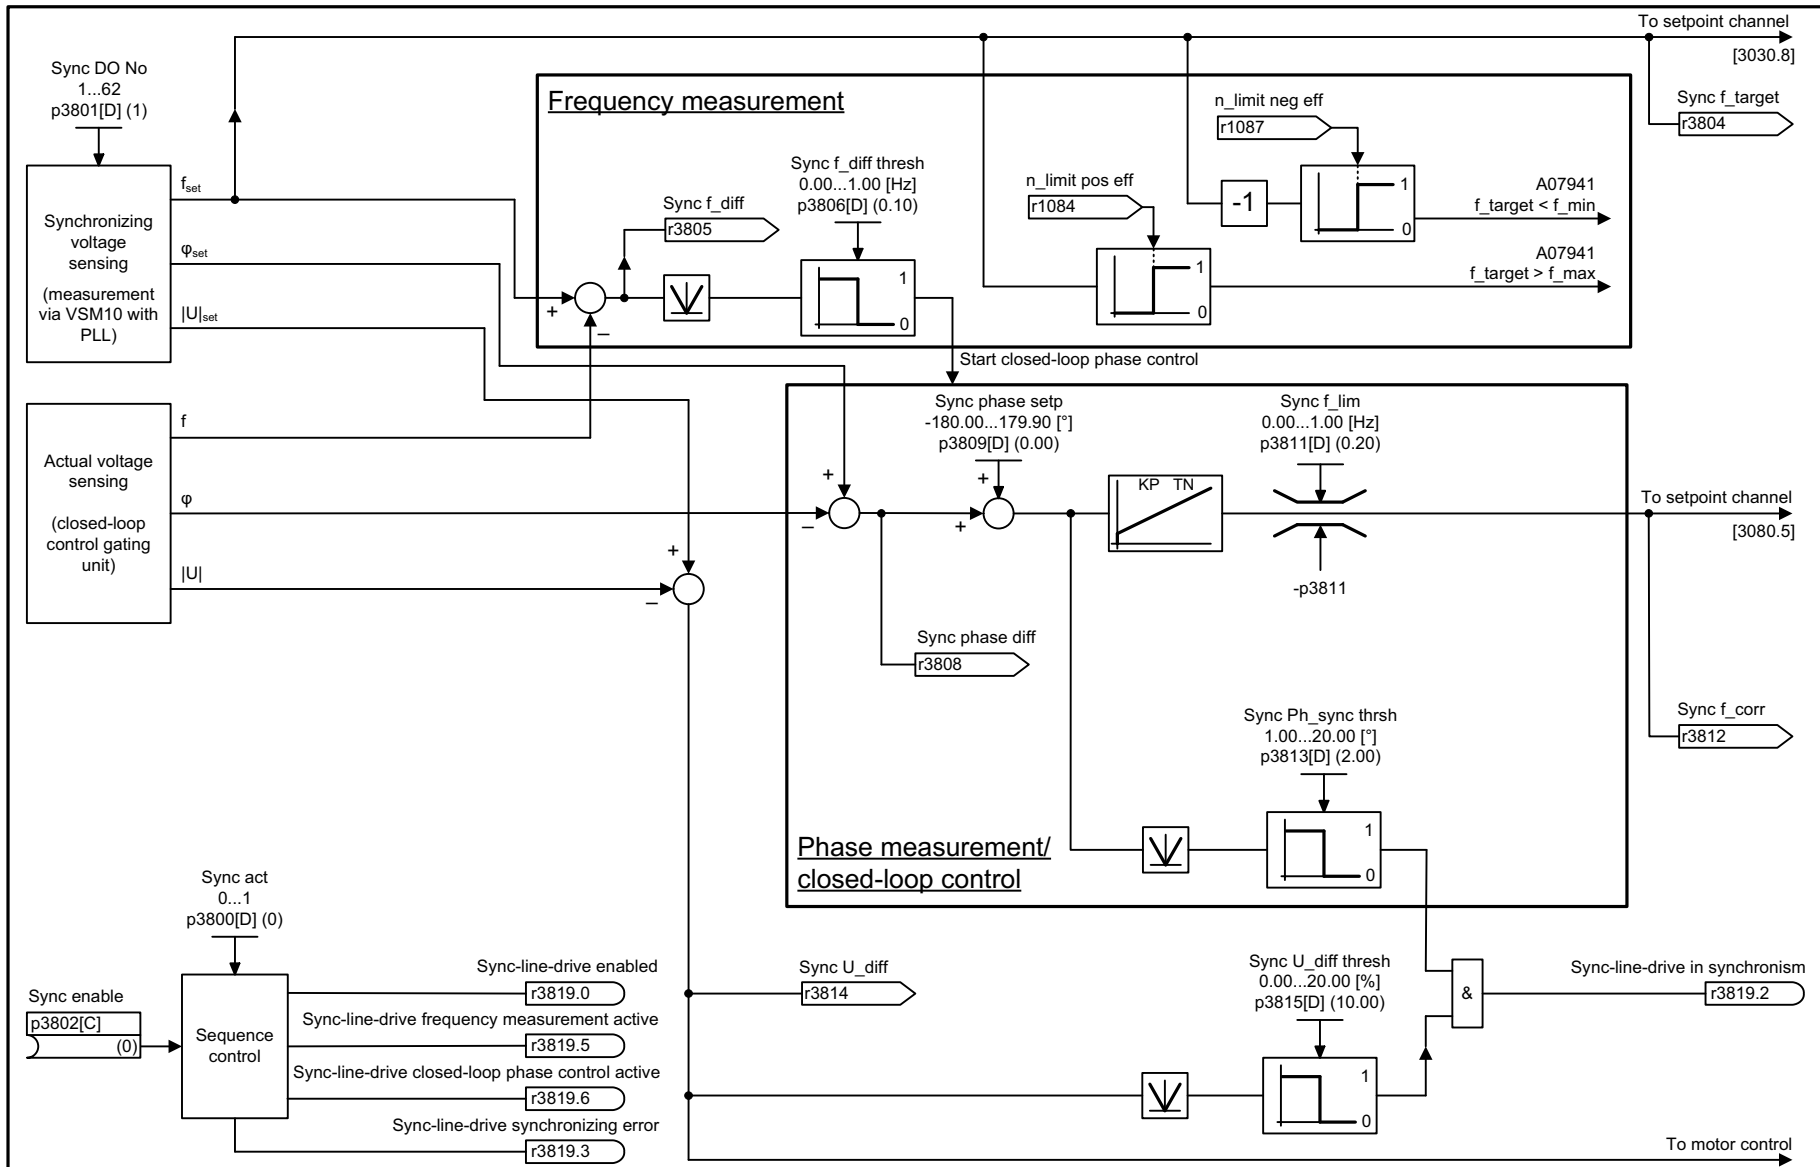 To setpoint channel
[3030.8]
Sync DO No
1...62
p3801[D] (1)
Frequency measurement
n_limit neg eff
r1087
Sync f_target
r3804
Synchronizing
voltage
sensing
(measurement
via VSM10 with
PLL)
fset
φset
|U|set
Sync f_diff
r3805
Sync f_diff thresh
0.00...1.00 [Hz]
p3806[D] (0.10)
1
0
n_limit pos eff
r1084
-1
1
0
A07941
f_target < f_min
1
0
A07941
f_target > f_max
+
–
Start closed-loop phase control
Actual voltage
sensing
(closed-loop
control gating
unit)
f
φ
|U|
Sync phase setp
-180.00...179.90 [°]
p3809[D] (0.00)
Sync f_lim
0.00...1.00 [Hz]
p3811[D] (0.20)
+
–
+
+
KP TN
-p3811
To setpoint channel
[3080.5]
+
–
Sync phase diff
r3808
Sync f_corr
r3812
Sync Ph_sync thrsh
1.00...20.00 [°]
p3813[D] (2.00)
1
0
Phase measurement/
closed-loop control
Sync act
0...1
p3800[D] (0)
Sync enable
p3802[C]
(0)
Sequence
control
Sync-line-drive enabled
r3819.0
Sync-line-drive frequency measurement active
r3819.5
Sync-line-drive closed-loop phase control active
r3819.6
Sync-line-drive synchronizing error
r3819.3
Sync U_diff
r3814
Sync U_diff thresh
0.00...20.00 [%]
p3815[D] (10.00)
1
0
&
Sync-line-drive in synchronism
r3819.2
To motor control